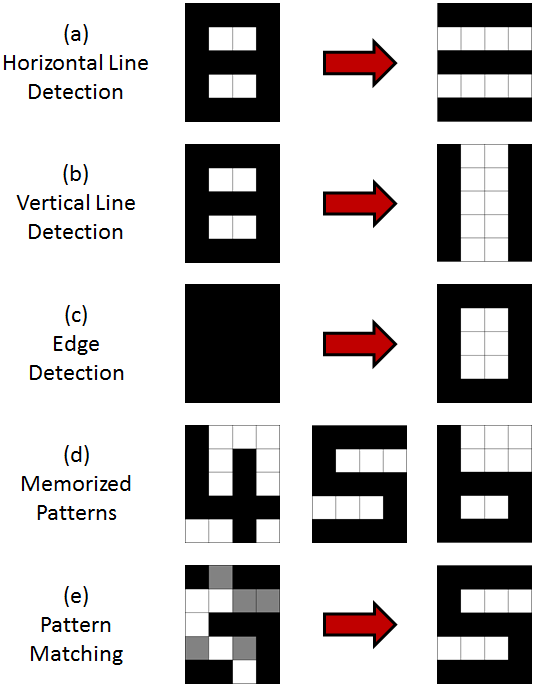 (a)
Horizontal Line
Detection
(b)
Vertical Line
Detection
(c)
Edge
Detection
(d)
Memorized
Patterns
(e)
Pattern
Matching